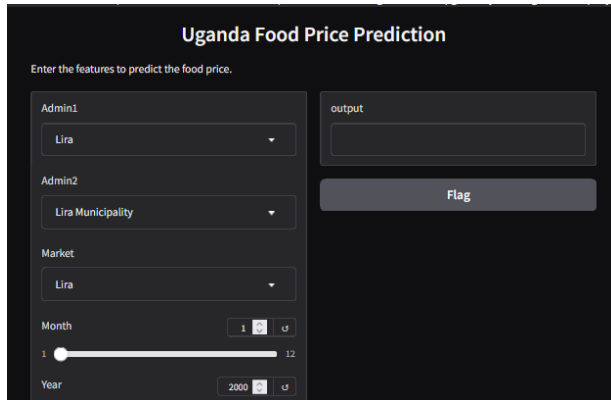 Uganda Food Price Prediction
Enter the features to predict the food price.
Admin1
Lira
Admin2
Lira Municipality
Market
Lira
Month
1
1
12
Year
2000
output
Flag